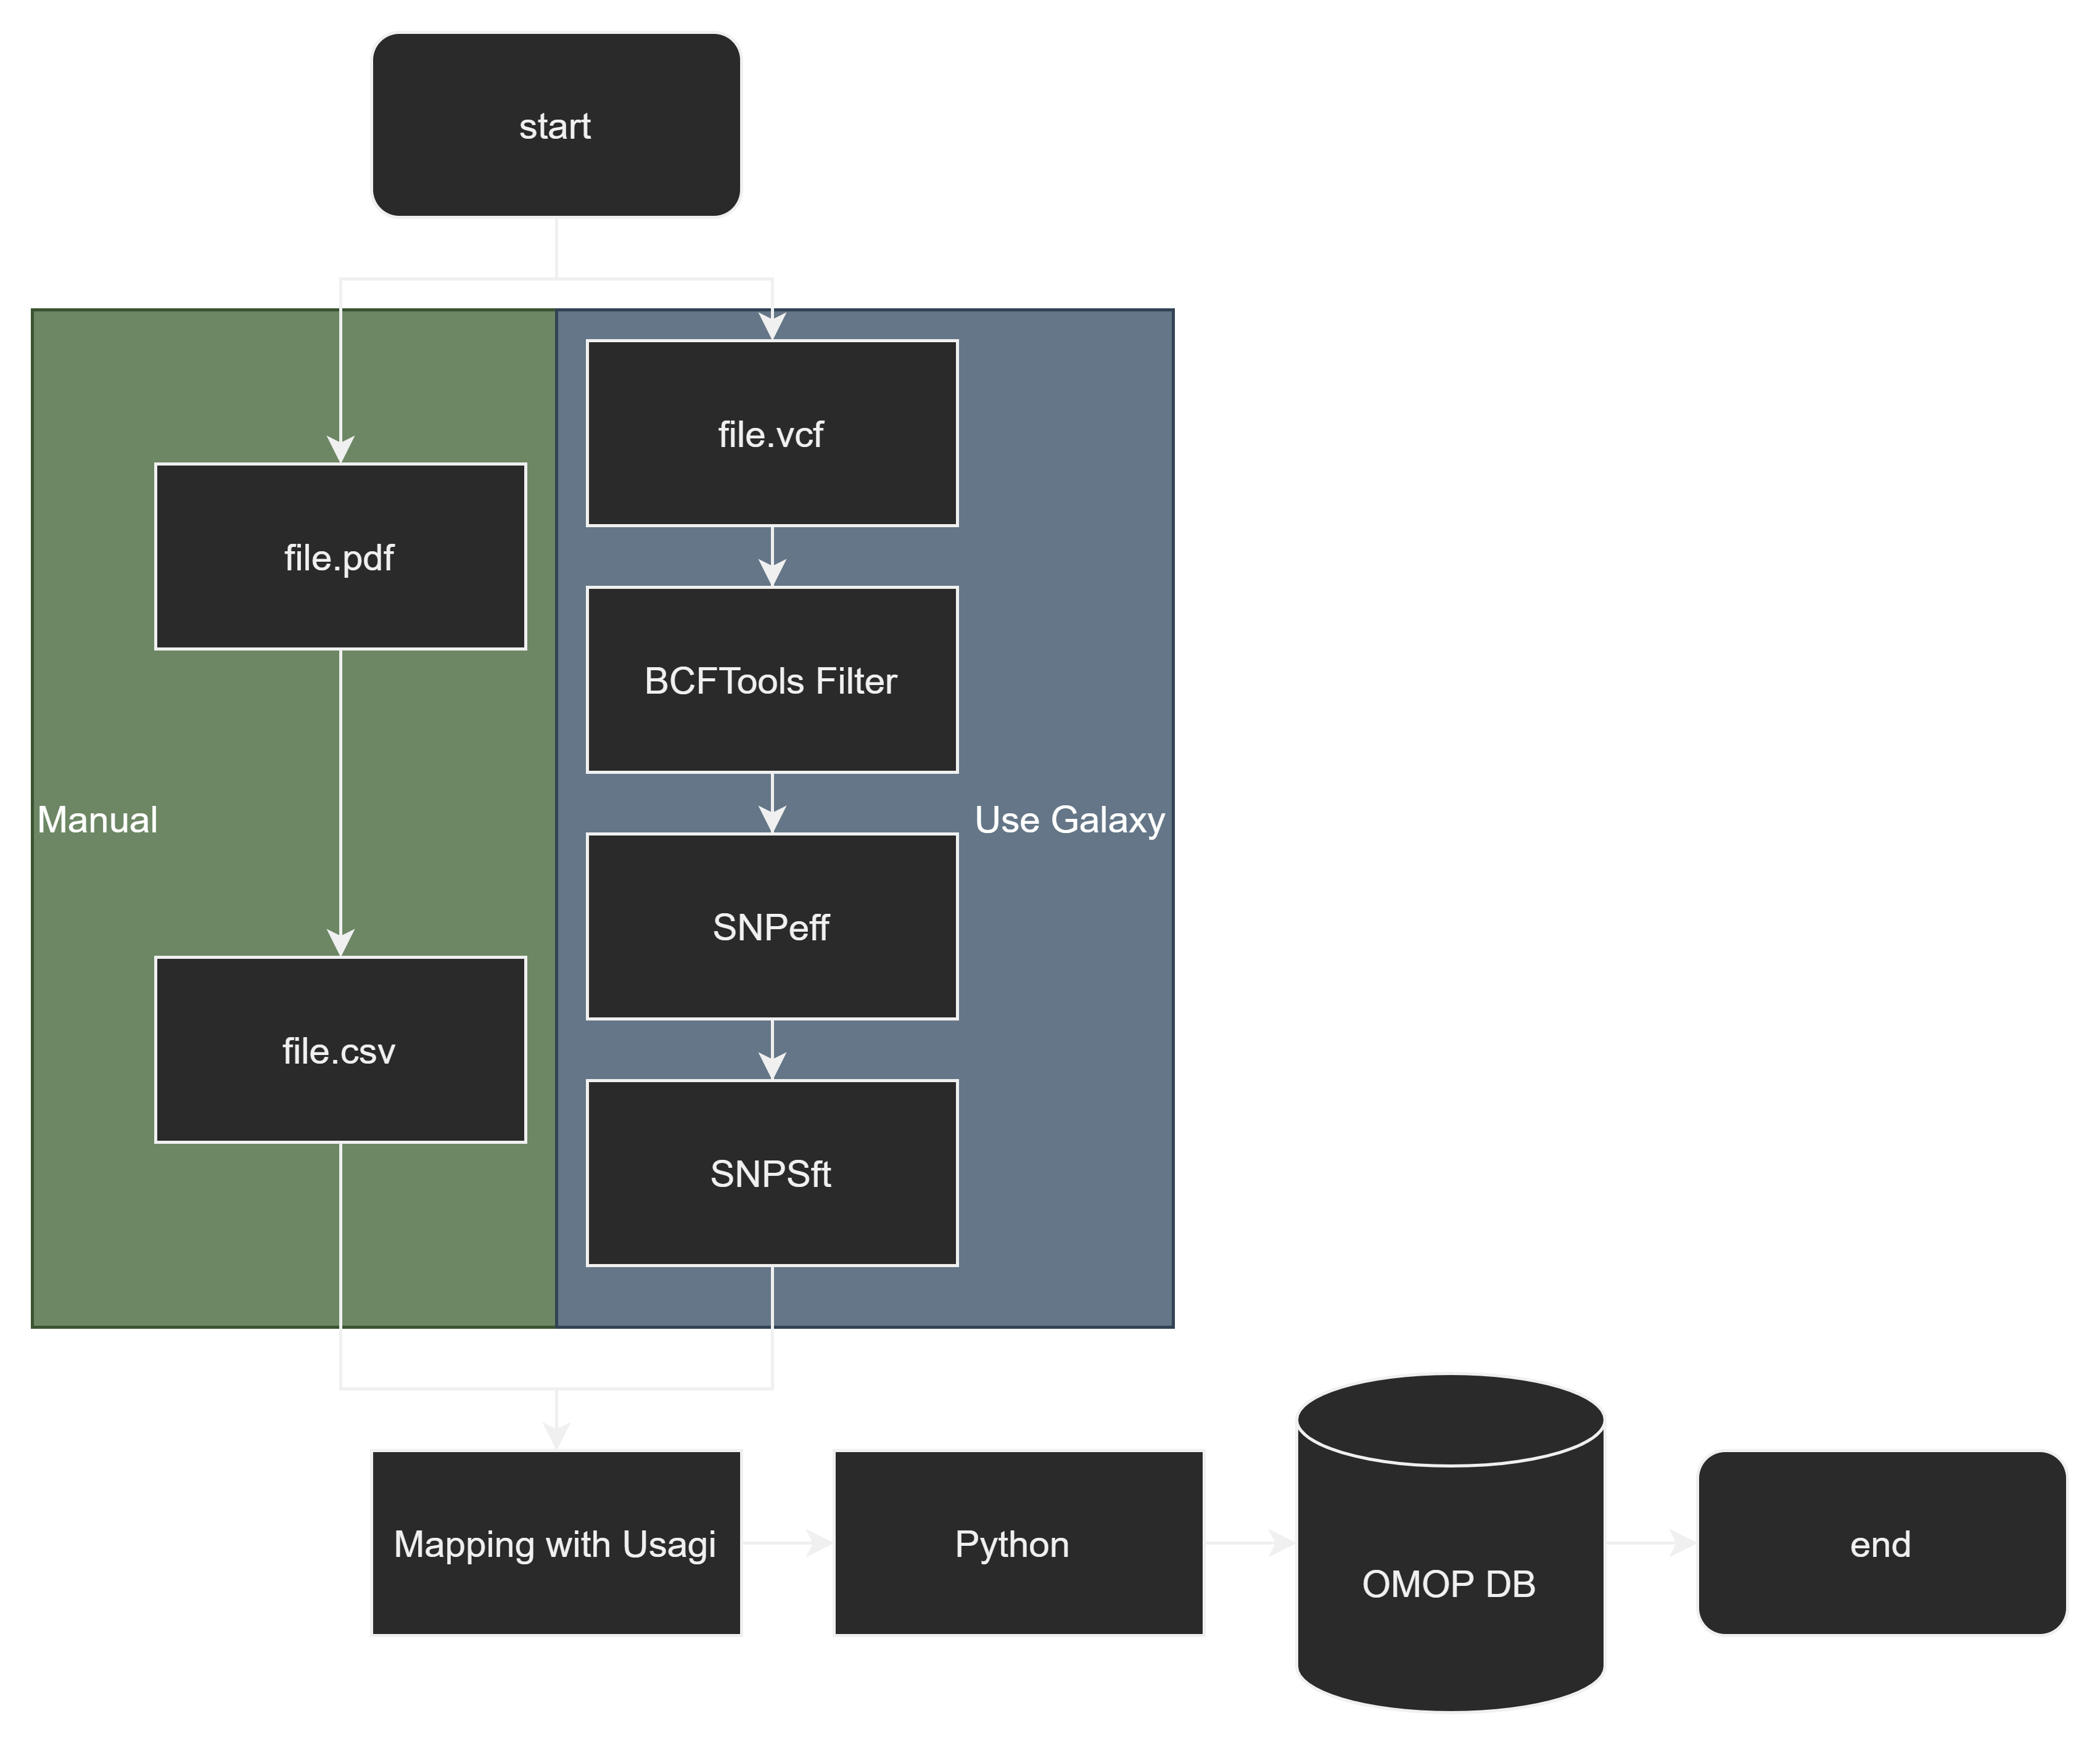 start
file.vcf
file.pdf
BCFTools Filter
Manual
Use Galaxy
SNPeff
file.csv
SNPSft
Mapping with Usagi
Python
OMOP DB
end